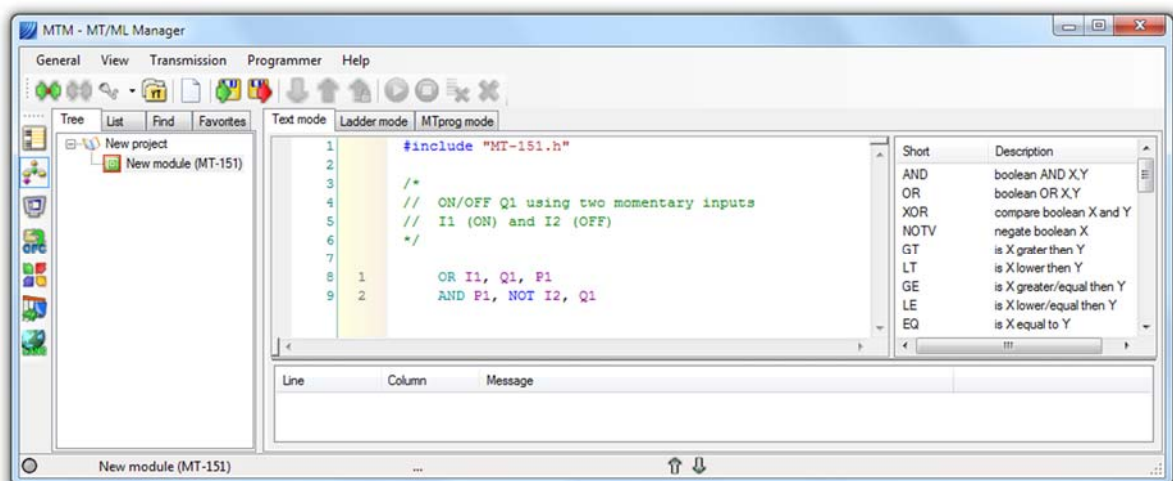 MTM - MT/ML Manager
General View Transmission Programmer Help
Tree List Find Favorites
New project
New module (MT-151)
Text mode Ladder mode MTprog mode
1 #include "MT-151.h"
2
3 /*
4 // ON/OFF Q1 using two momentary inputs
5 // I1 (ON) and I2 (OFF)
6 */
7
8 1 OR I1, Q1, P1
9 2 AND P1, NOT I2, Q1
Short Description
AND boolean AND X,Y
OR boolean OR X,Y
XOR compare boolean X and Y
NOTV negate boolean X
GT is X grater then Y
LT is X lower then Y
GE is X greater/equal then Y
LE is X lower/equal then Y
EQ is X equal to Y
Line Column Message
New module (MT-151) ...